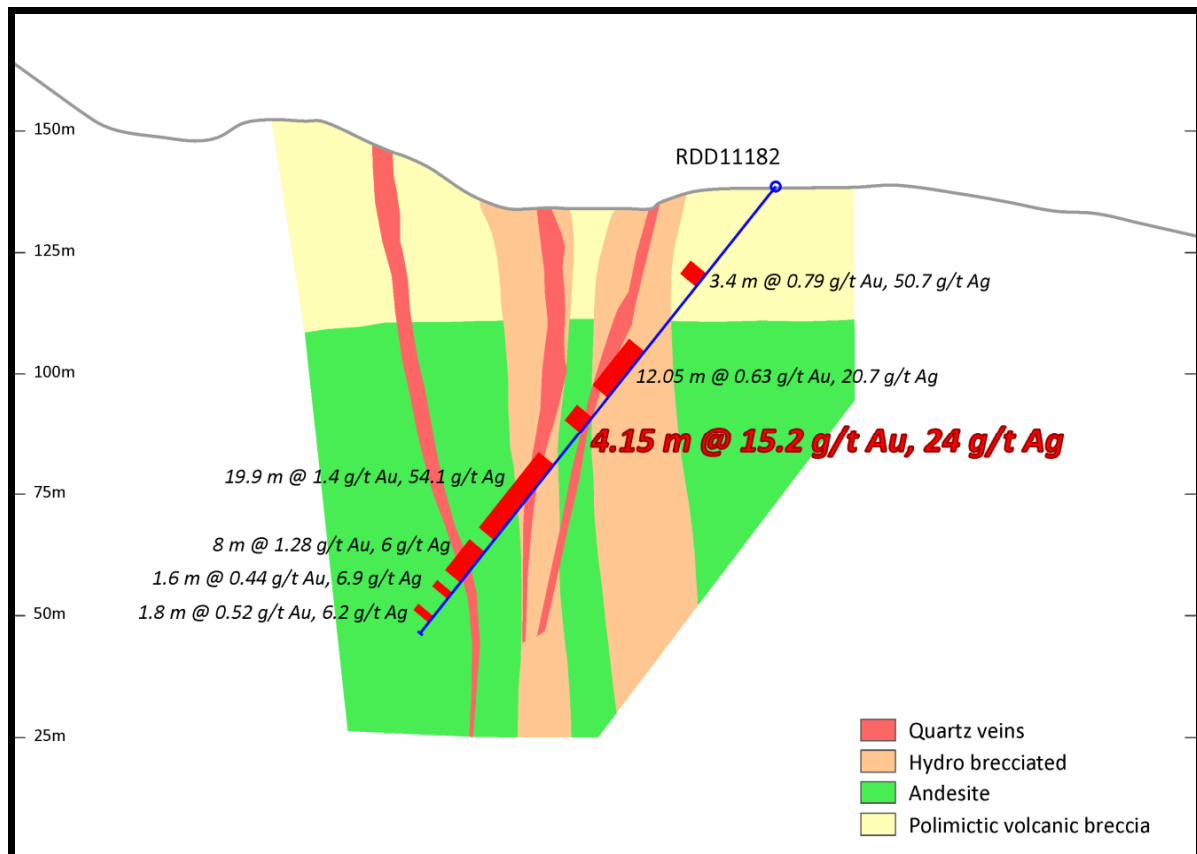 150m
RDD11182
125m
3.4 m @ 0.79 g/t Au, 50.7 g/t Ag
100m
12.05 m @ 0.63 g/t Au, 20.7 g/t Ag
4.15 m @ 15.2 g/t Au, 24 g/t Ag
19.9 m @ 1.4 g/t Au, 54.1 g/t Ag
75m
8 m @ 1.28 g/t Au, 6 g/t Ag
1.6 m @ 0.44 g/t Au, 6.9 g/t Ag
1.8 m @ 0.52 g/t Au, 6.2 g/t Ag
50m
25m
Quartz veins
Hydro brecciated
Andesite
Polimictic volcanic breccia